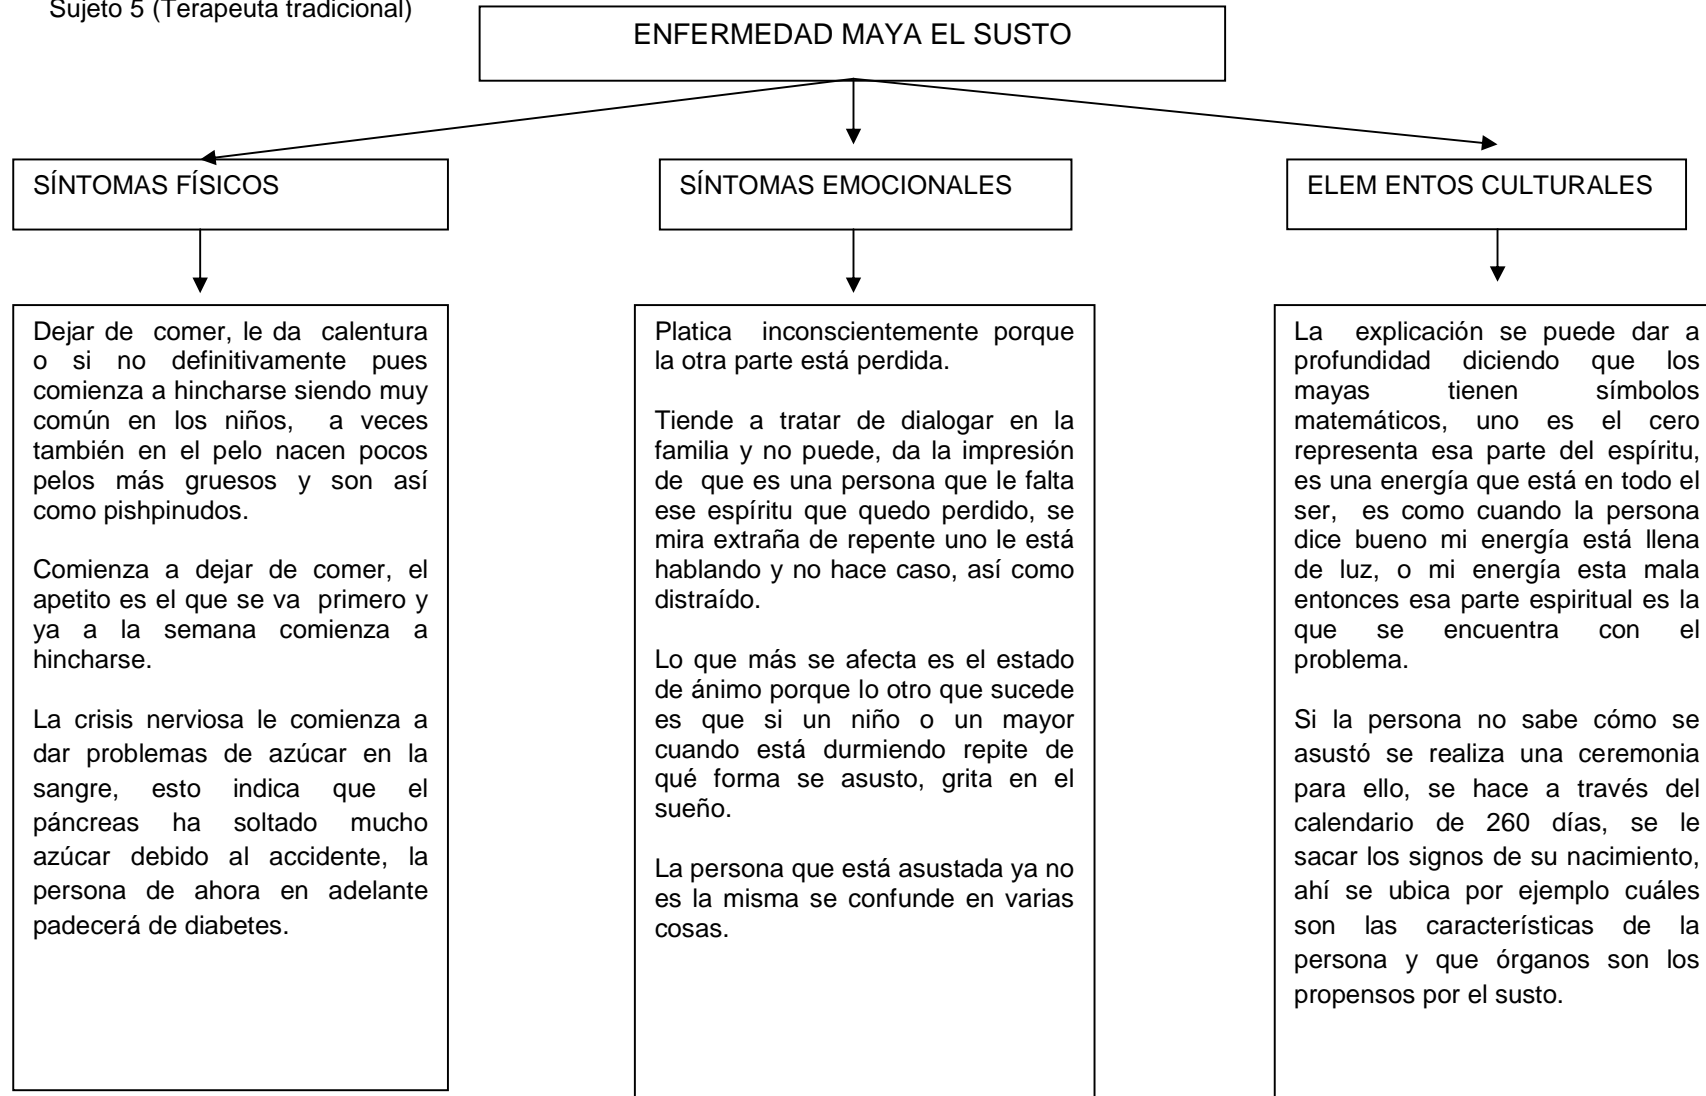 Sujeto 5 (Terapeuta tradicional)
ENFERMEDAD MAYA EL SUSTO
SÍNTOMAS FÍSICOS
Dejar de comer, le da calentura
o si no definitivamente pues
comienza a hincharse siendo muy
común en los niños, a veces
también en el pelo nacen pocos
pelos más gruesos y son así
como pishpinudos.
Comienza a dejar de comer, el
apetito es el que se va primero y
ya a la semana comienza a
hincharse.
La crisis nerviosa le comienza a
dar problemas de azúcar en la
sangre, esto indica que el
páncreas ha soltado mucho
azúcar debido al accidente, la
persona de ahora en adelante
padecerá de diabetes.
SÍNTOMAS EMOCIONALES
Platica inconscientemente porque
la otra parte está perdida.
Tiende a tratar de dialogar en la
familia y no puede, da la impresión
de que es una persona que le falta
ese espíritu que quedo perdido, se
mira extraña de repente uno le está
hablando y no hace caso, así como
distraído.
Lo que más se afecta es el estado
de ánimo porque lo otro que sucede
es que si un niño o un mayor
cuando está durmiendo repite de
qué forma se asusto, grita en el
sueño.
La persona que está asustada ya no
es la misma se confunde en varias
cosas.
ELEM ENTOS CULTURALES
La explicación se puede dar a
profundidad diciendo que los
mayas tienen símbolos
matemáticos, uno es el cero
representa esa parte del espíritu,
es una energía que está en todo el
ser, es como cuando la persona
dice bueno mi energía está llena
de luz, o mi energía esta mala
entonces esa parte espiritual es la
que se encuentra con el
problema.
Si la persona no sabe cómo se
asustó se realiza una ceremonia
para ello, se hace a través del
calendario de 260 días, se le
sacar los signos de su nacimiento,
ahí se ubica por ejemplo cuáles
son las características de la
persona y que órganos son los
propensos por el susto.